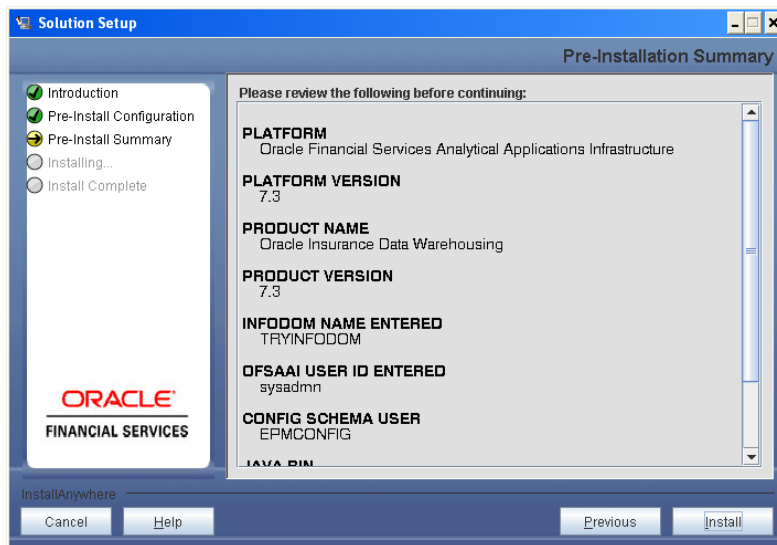 Solution Setup
Pre-Installation Summary
Introduction
Pre-Install Configuration
Pre-Install Summary
Installing...
Install Complete
ORACLE
FINANCIAL SERVICES
Please review the following before continuing:
PLATFORM
Oracle Financial Services Analytical Applications Infrastructure
PLATFORM VERSION
7.3
PRODUCT NAME
Oracle Insurance Data Warehousing
PRODUCT VERSION
7.3
INFODOM NAME ENTERED
TRYINFODOM
OFSAAI USER ID ENTERED
sysadmn
CONFIG SCHEMA USER
EPMCONFIG
JAVA BIN
InstallAnywhere
Cancel
Help
Previous
Install